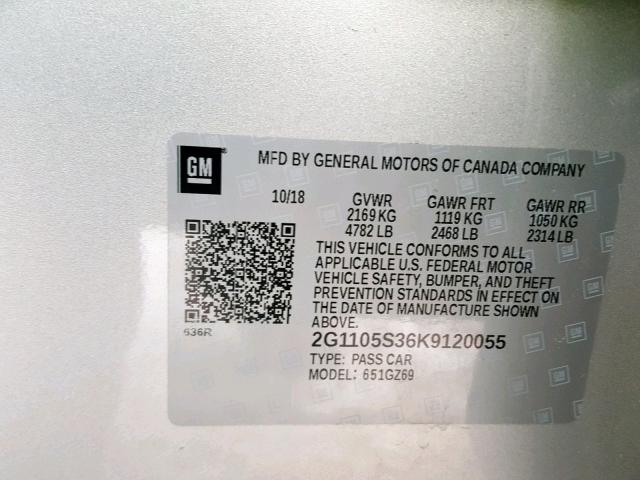 GM
MFD BY GENERAL MOTORS OF CANADA COMPANY
10/18 GVWR GAWR FRT GAWR RR
2169 KG 1119 KG 1050 KG
4782 LB 2468 LB 2314 LB
THIS VEHICLE CONFORMS TO ALL
APPLICABLE U.S. FEDERAL MOTOR
VEHICLE SAFETY, BUMPER, AND THEFT
PREVENTION STANDARDS IN EFFECT ON
THE DATE OF MANUFACTURE SHOWN
ABOVE.
636R
2G1105S36K9120055
TYPE: PASS CAR
MODEL: 651GZ69